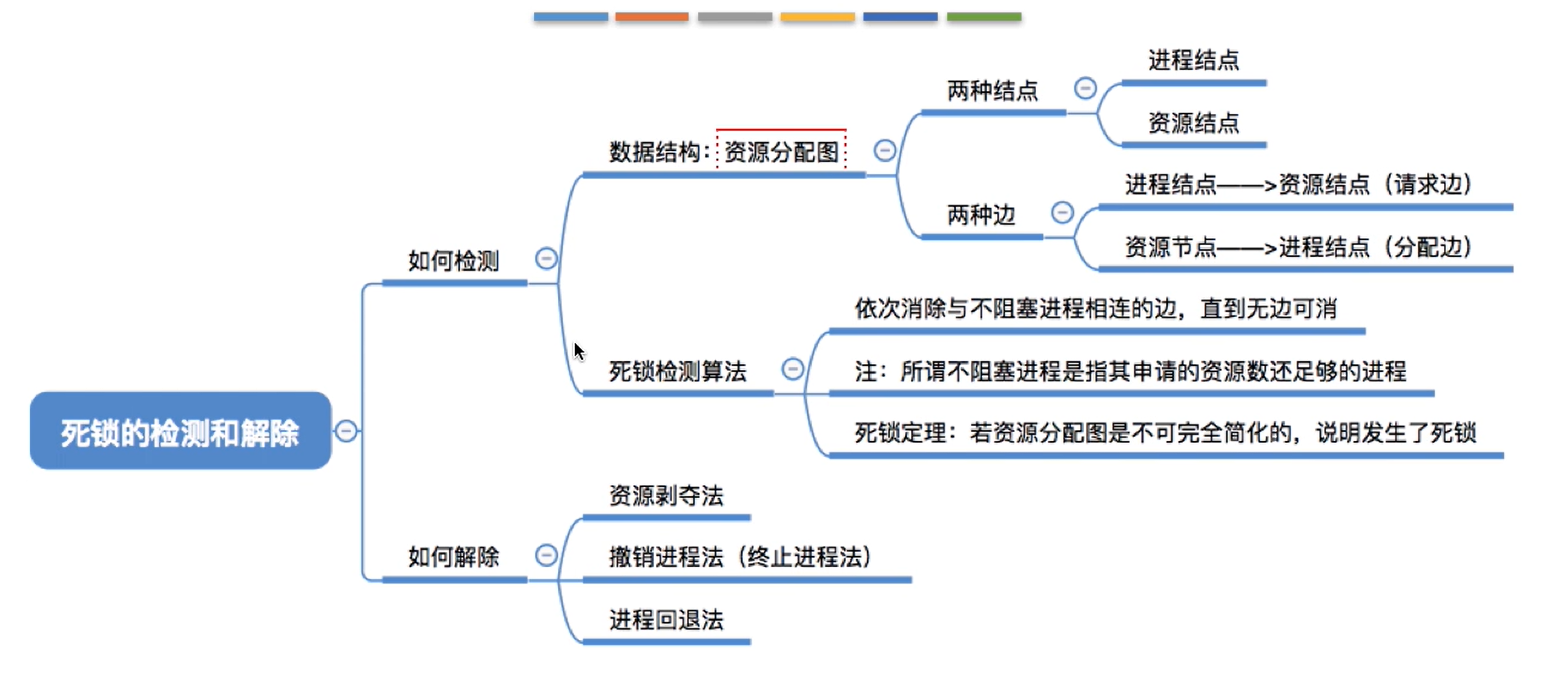 进程结点
两种结点
资源结点
数据结构：资源分配图
进程结点——>资源结点（请求边）
两种边
资源节点——>进程结点（分配边）
如何检测
依次消除与不阻塞进程相连的边，直到无边可消
死锁检测算法
注：所谓不阻塞进程是指其申请的资源数还足够的进程
死锁定理：若资源分配图是不可完全简化的，说明发生了死锁
死锁的检测和解除
资源剥夺法
如何解除
撤销进程法（终止进程法）
进程回退法